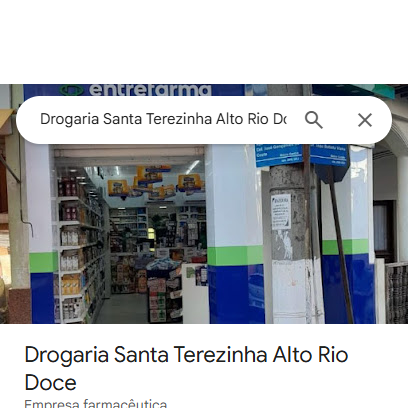 entrefarma
Drogaria Santa Terezinha Alto Rio Do
Drogaria Santa Terezinha Alto Rio
Doce
Empresa farmacêutica